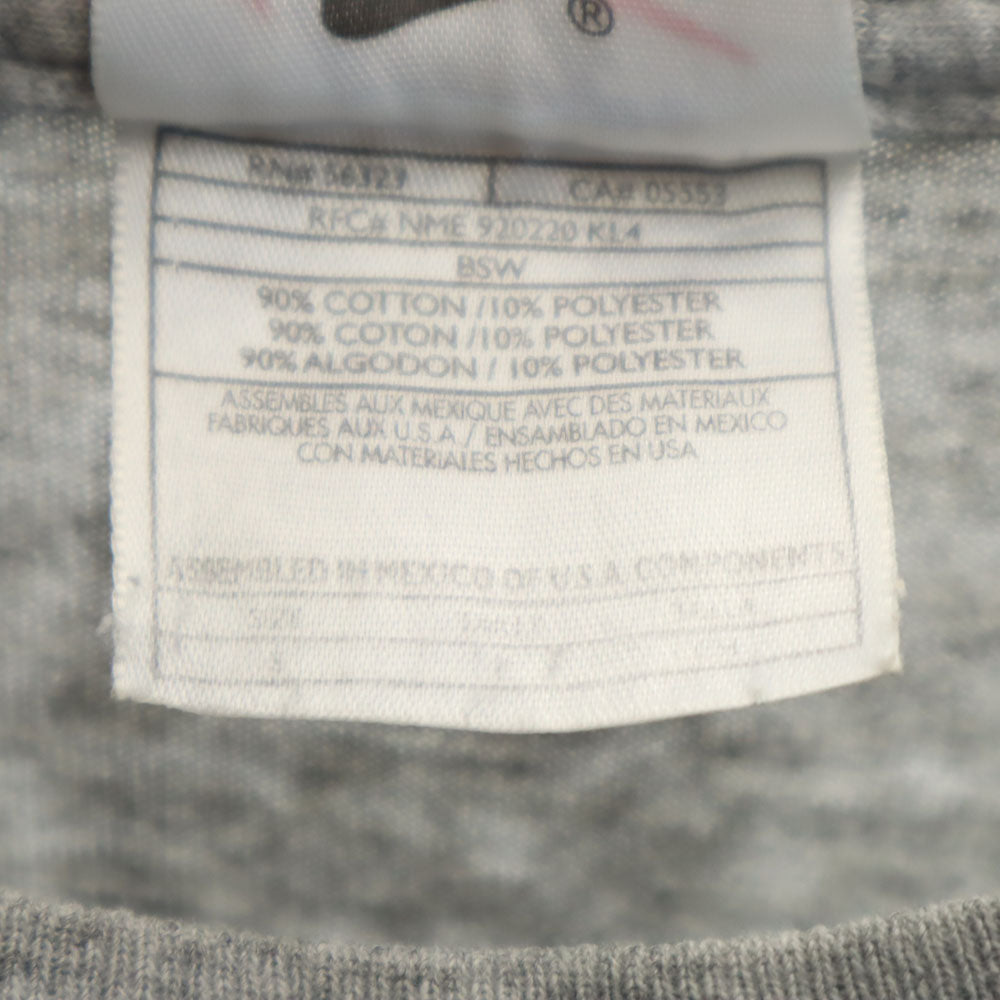 ®
RN# 56323 CA# 05553
RFC# NME 920220 KL4
BSW
90% COTTON / 10% POLYESTER
90% COTON / 10% POLYESTER
90% ALGODON / 10% POLYESTER
ASSEMBLES AUX MEXIQUE AVEC DES MATERIAUX
FABRIQUES AUX U.S.A. / ENSAMBLADO EN MEXICO
CON MATERIALES HECHOS EN USA
ASSEMBLED IN MEXICO OF U.S.A. COMPONENTS
SIZE